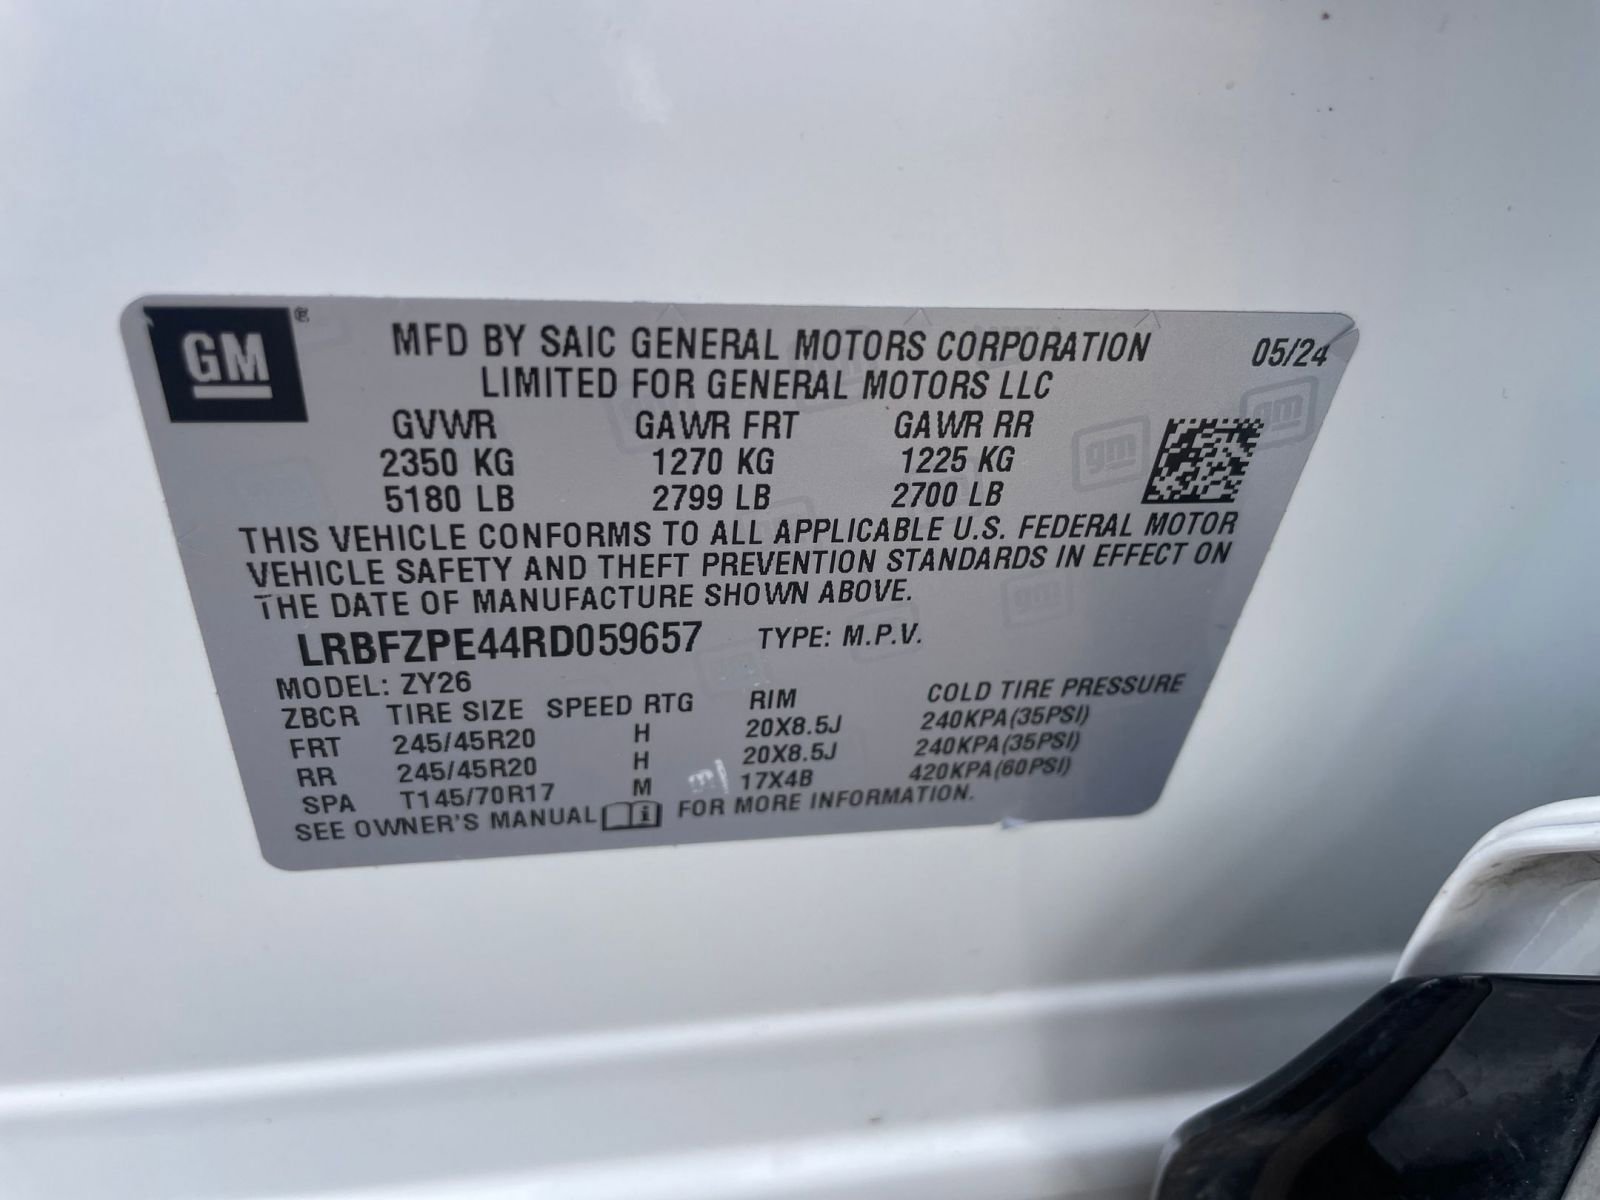 GM ® MFD BY SAIC GENERAL MOTORS CORPORATION 05/24
LIMITED FOR GENERAL MOTORS LLC
GVWR GAWR FRT GAWR RR
2350 KG 1270 KG 1225 KG
5180 LB 2799 LB 2700 LB
THIS VEHICLE CONFORMS TO ALL APPLICABLE U.S. FEDERAL MOTOR
VEHICLE SAFETY AND THEFT PREVENTION STANDARDS IN EFFECT ON
THE DATE OF MANUFACTURE SHOWN ABOVE.
LRBFZPE44RD059657 TYPE: M.P.V.
MODEL: ZY26
ZBCR TIRE SIZE SPEED RTG RIM COLD TIRE PRESSURE
FRT 245/45R20 H 20X8.5J 240KPA(35PSI)
RR 245/45R20 H 20X8.5J 240KPA(35PSI)
SPA T145/70R17 M 17X4B 420KPA(60PSI)
SEE OWNER'S MANUAL i FOR MORE INFORMATION.
gm
gm
gm